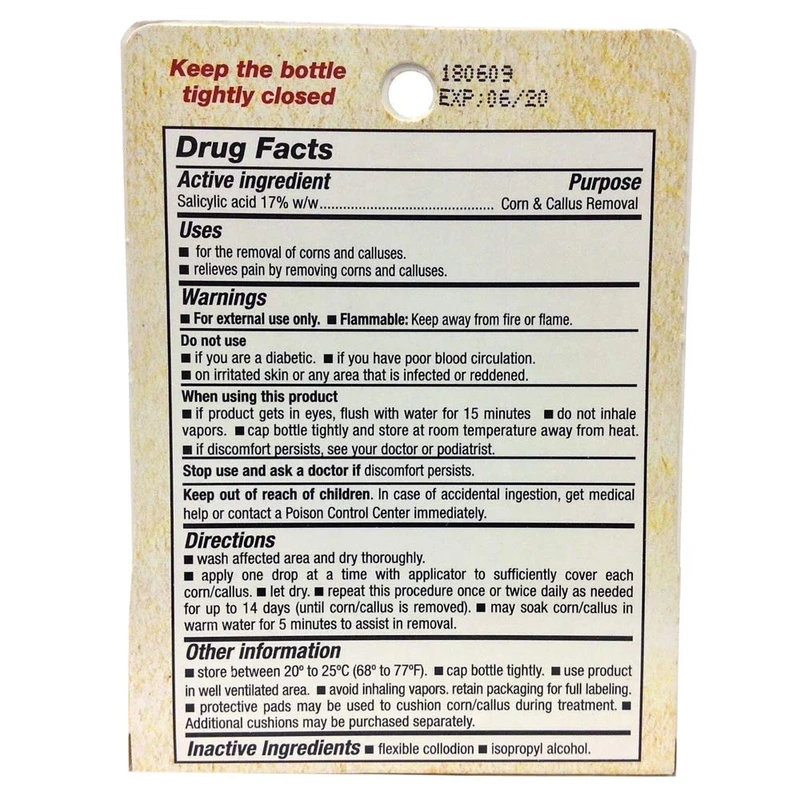 Keep the bottle
tightly closed
180609
EXP:06/20
Drug Facts
Active ingredient Purpose
Salicylic acid 17% w/w............................................. Corn & Callus Removal
Uses
■ for the removal of corns and calluses.
■ relieves pain by removing corns and calluses.
Warnings
■ For external use only. ■ Flammable: Keep away from fire or flame.
Do not use
■ if you are a diabetic. ■ if you have poor blood circulation.
■ on irritated skin or any area that is infected or reddened.
When using this product
■ if product gets in eyes, flush with water for 15 minutes ■ do not inhale
vapors. ■ cap bottle tightly and store at room temperature away from heat.
■ if discomfort persists, see your doctor or podiatrist.
Stop use and ask a doctor if discomfort persists.
Keep out of reach of children. In case of accidental ingestion, get medical
help or contact a Poison Control Center immediately.
Directions
■ wash affected area and dry thoroughly.
■ apply one drop at a time with applicator to sufficiently cover each
corn/callus. ■ let dry. ■ repeat this procedure once or twice daily as needed
for up to 14 days (until corn/callus is removed). ■ may soak corn/callus in
warm water for 5 minutes to assist in removal.
Other information
■ store between 20º to 25ºC (68º to 77ºF). ■ cap bottle tightly. ■ use product
in well ventilated area. ■ avoid inhaling vapors. retain packaging for full labeling.
■ protective pads may be used to cushion corn/callus during treatment. ■
Additional cushions may be purchased separately.
Inactive Ingredients ■ flexible collodion ■ isopropyl alcohol.